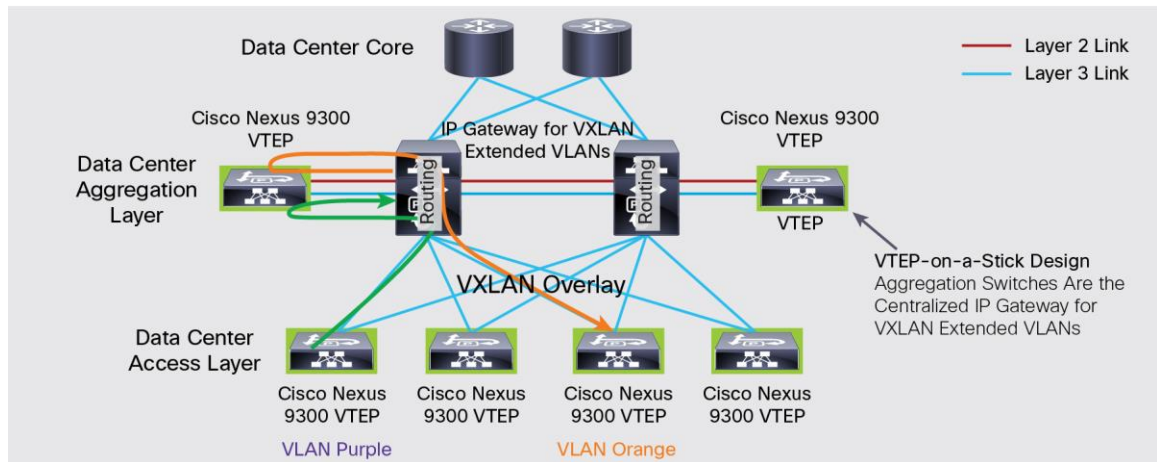 Data Center Core
Layer 2 Link
Layer 3 Link
Cisco Nexus 9300
VTEP
IP Gateway for VXLAN
Extended VLANs
Cisco Nexus 9300
VTEP
Data Center
Aggregation
Layer
Routing
Routing
VTEP
VTEP-on-a-Stick Design
Aggregation Switches Are the
Centralized IP Gateway for
VXLAN Extended VLANs
VXLAN Overlay
Data Center
Access Layer
Cisco Nexus
9300 VTEP
Cisco Nexus
9300 VTEP
Cisco Nexus
9300 VTEP
Cisco Nexus
9300 VTEP
VLAN Purple
VLAN Orange